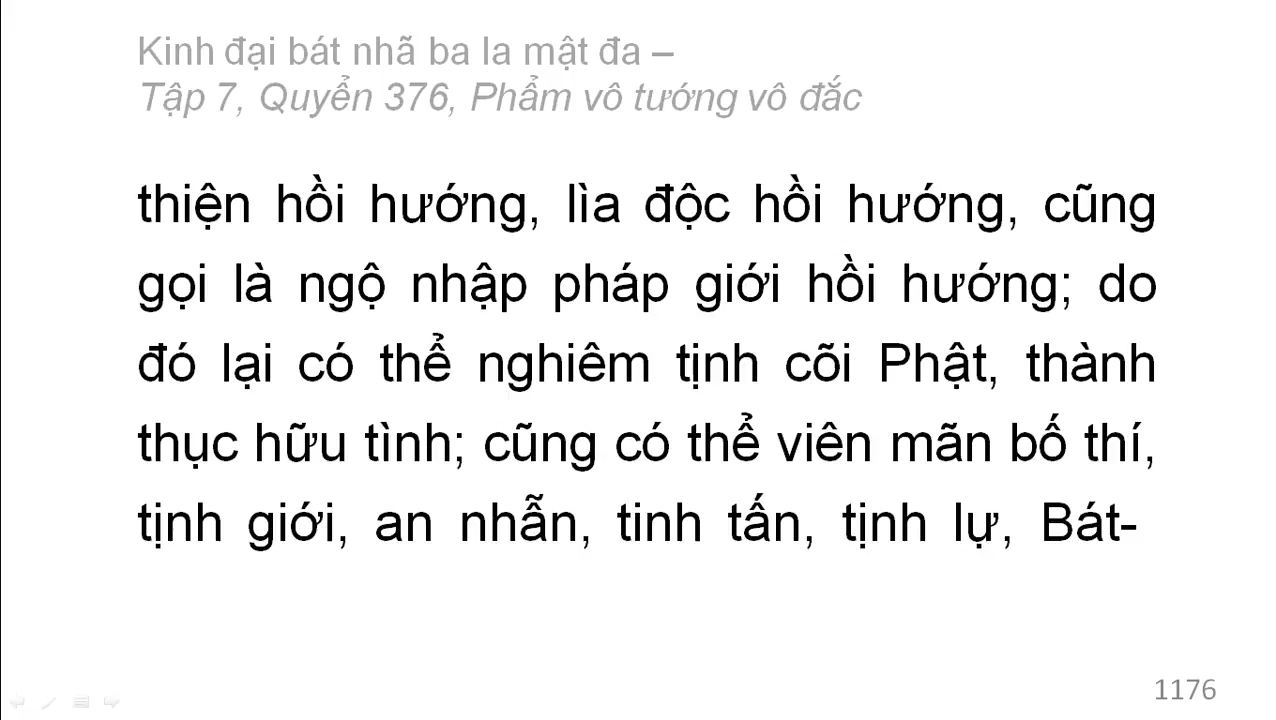 Kinh đại bát nhã ba la mật đa –
Tập 7, Quyển 376, Phẩm vô tướng vô đắc
thiện hồi hướng, lìa độc hồi hướng, cũng
gọi là ngộ nhập pháp giới hồi hướng; do
đó lại có thể nghiêm tịnh cõi Phật, thành
thục hữu tình; cũng có thể viên mãn bố thí,
tịnh giới, an nhẫn, tinh tấn, tịnh lự, Bát-
1176